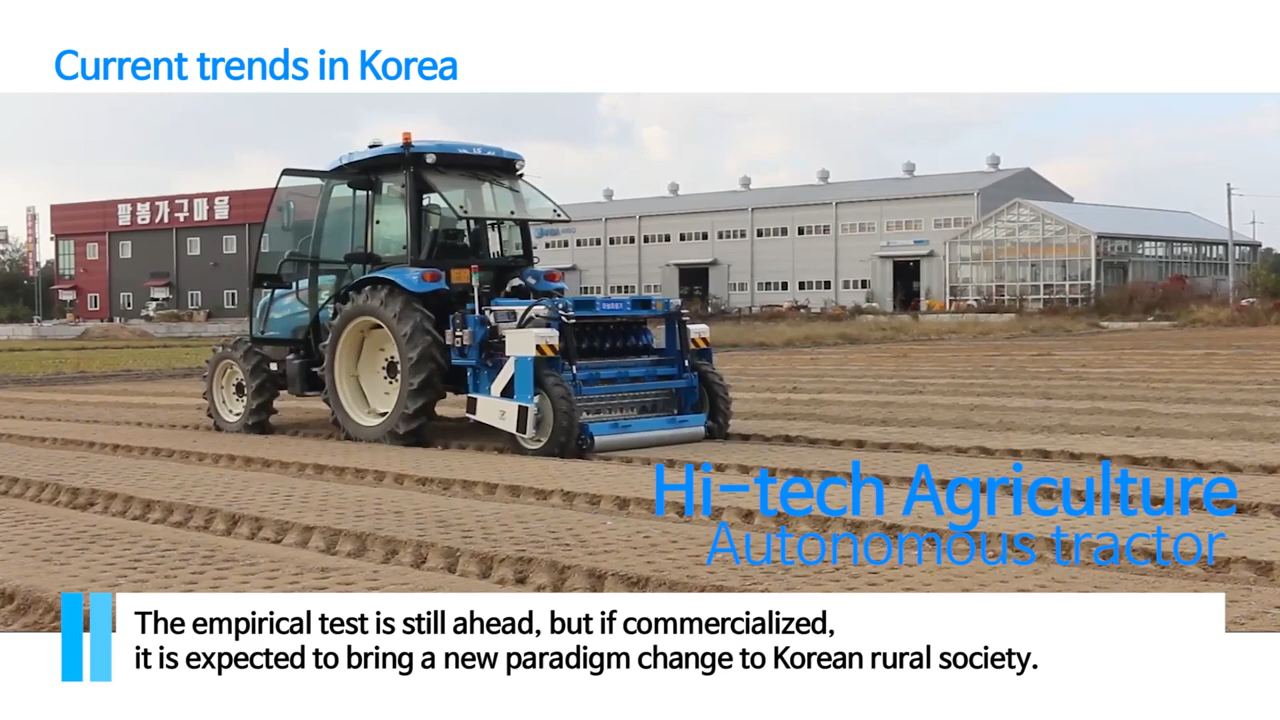 Current trends in Korea
팔봉가구마을
LS
Hi-tech Agriculture
Autonomous tractor
The empirical test is still ahead, but if commercialized,
it is expected to bring a new paradigm change to Korean rural society.